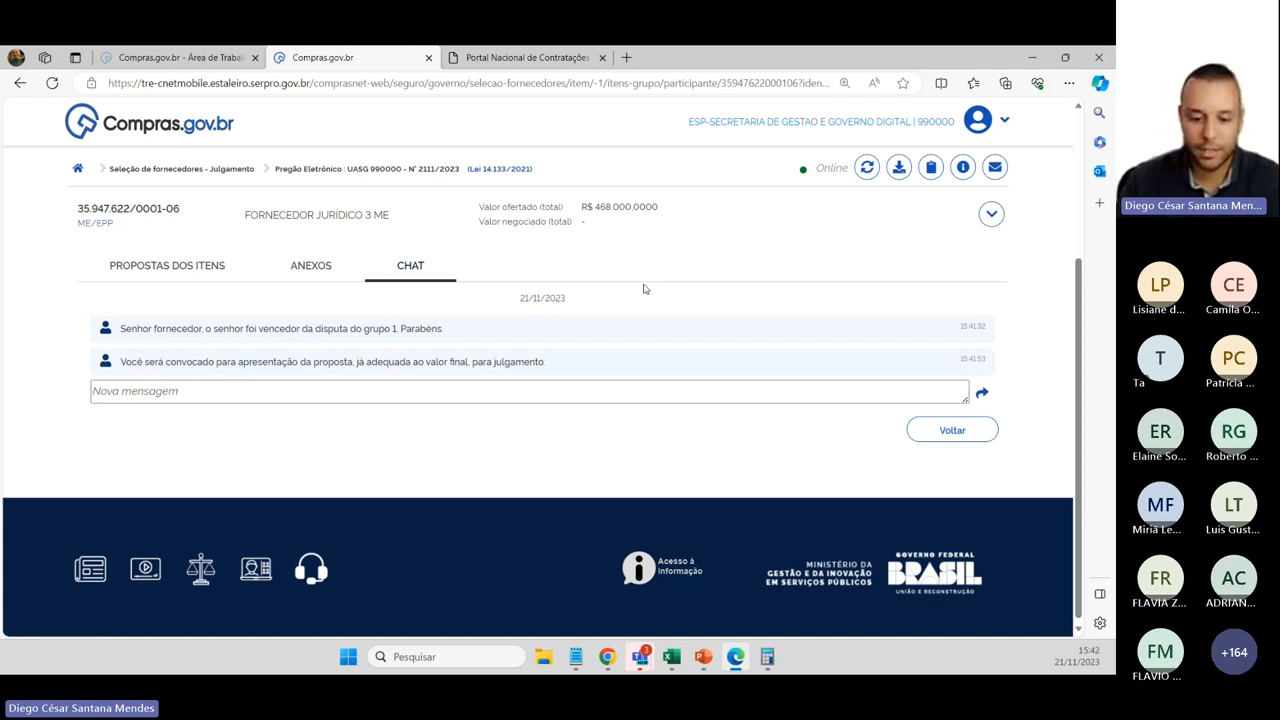 Compras.gov.br - Área de Trabal
Compras.gov.br
Portal Nacional de Contratações
https://tre-cnetmobile.estaleiro.serpro.gov.br/comprasnet-web/seguro/governo/selecao-fornecedores/item/-1/itens-grupo/participante/35947622000106?iden...
Compras.gov.br
ESP-SECRETARIA DE GESTAO E GOVERNO DIGITAL | 990000
Seleção de fornecedores - Julgamento
Pregão Eletrônico : UASG 990000 - N° 2111/2023
(Lei 14.133/2021)
Online
35.947.622/0001-06
ME/EPP
FORNECEDOR JURÍDICO 3 ME
Valor ofertado (total) R$ 468.000,0000
Valor negociado (total) -
PROPOSTAS DOS ITENS
ANEXOS
CHAT
21/11/2023
Senhor fornecedor, o senhor foi vencedor da disputa do grupo 1. Parabéns.
15:41:32
Você será convocado para apresentação da proposta, já adequada ao valor final, para julgamento.
15:41:53
Nova mensagem
Voltar
Acesso à
Informação
MINISTÉRIO DA
GESTÃO E DA INOVAÇÃO
EM SERVIÇOS PÚBLICOS
GOVERNO FEDERAL
BRASIL
UNIÃO E RECONSTRUÇÃO
Pesquisar
3
15:42
21/11/2023
Diego César Santana Mendes
Diego César Santana Men...
LP
Lisiane d...
CE
Camila O...
T
Ta
PC
Patrícia ...
ER
Elaine So...
RG
Roberto ...
MF
Miriã Le...
LT
Luis Gust...
FR
FLAVIA Z...
AC
ADRIAN...
FM
FLAVIO ...
+164